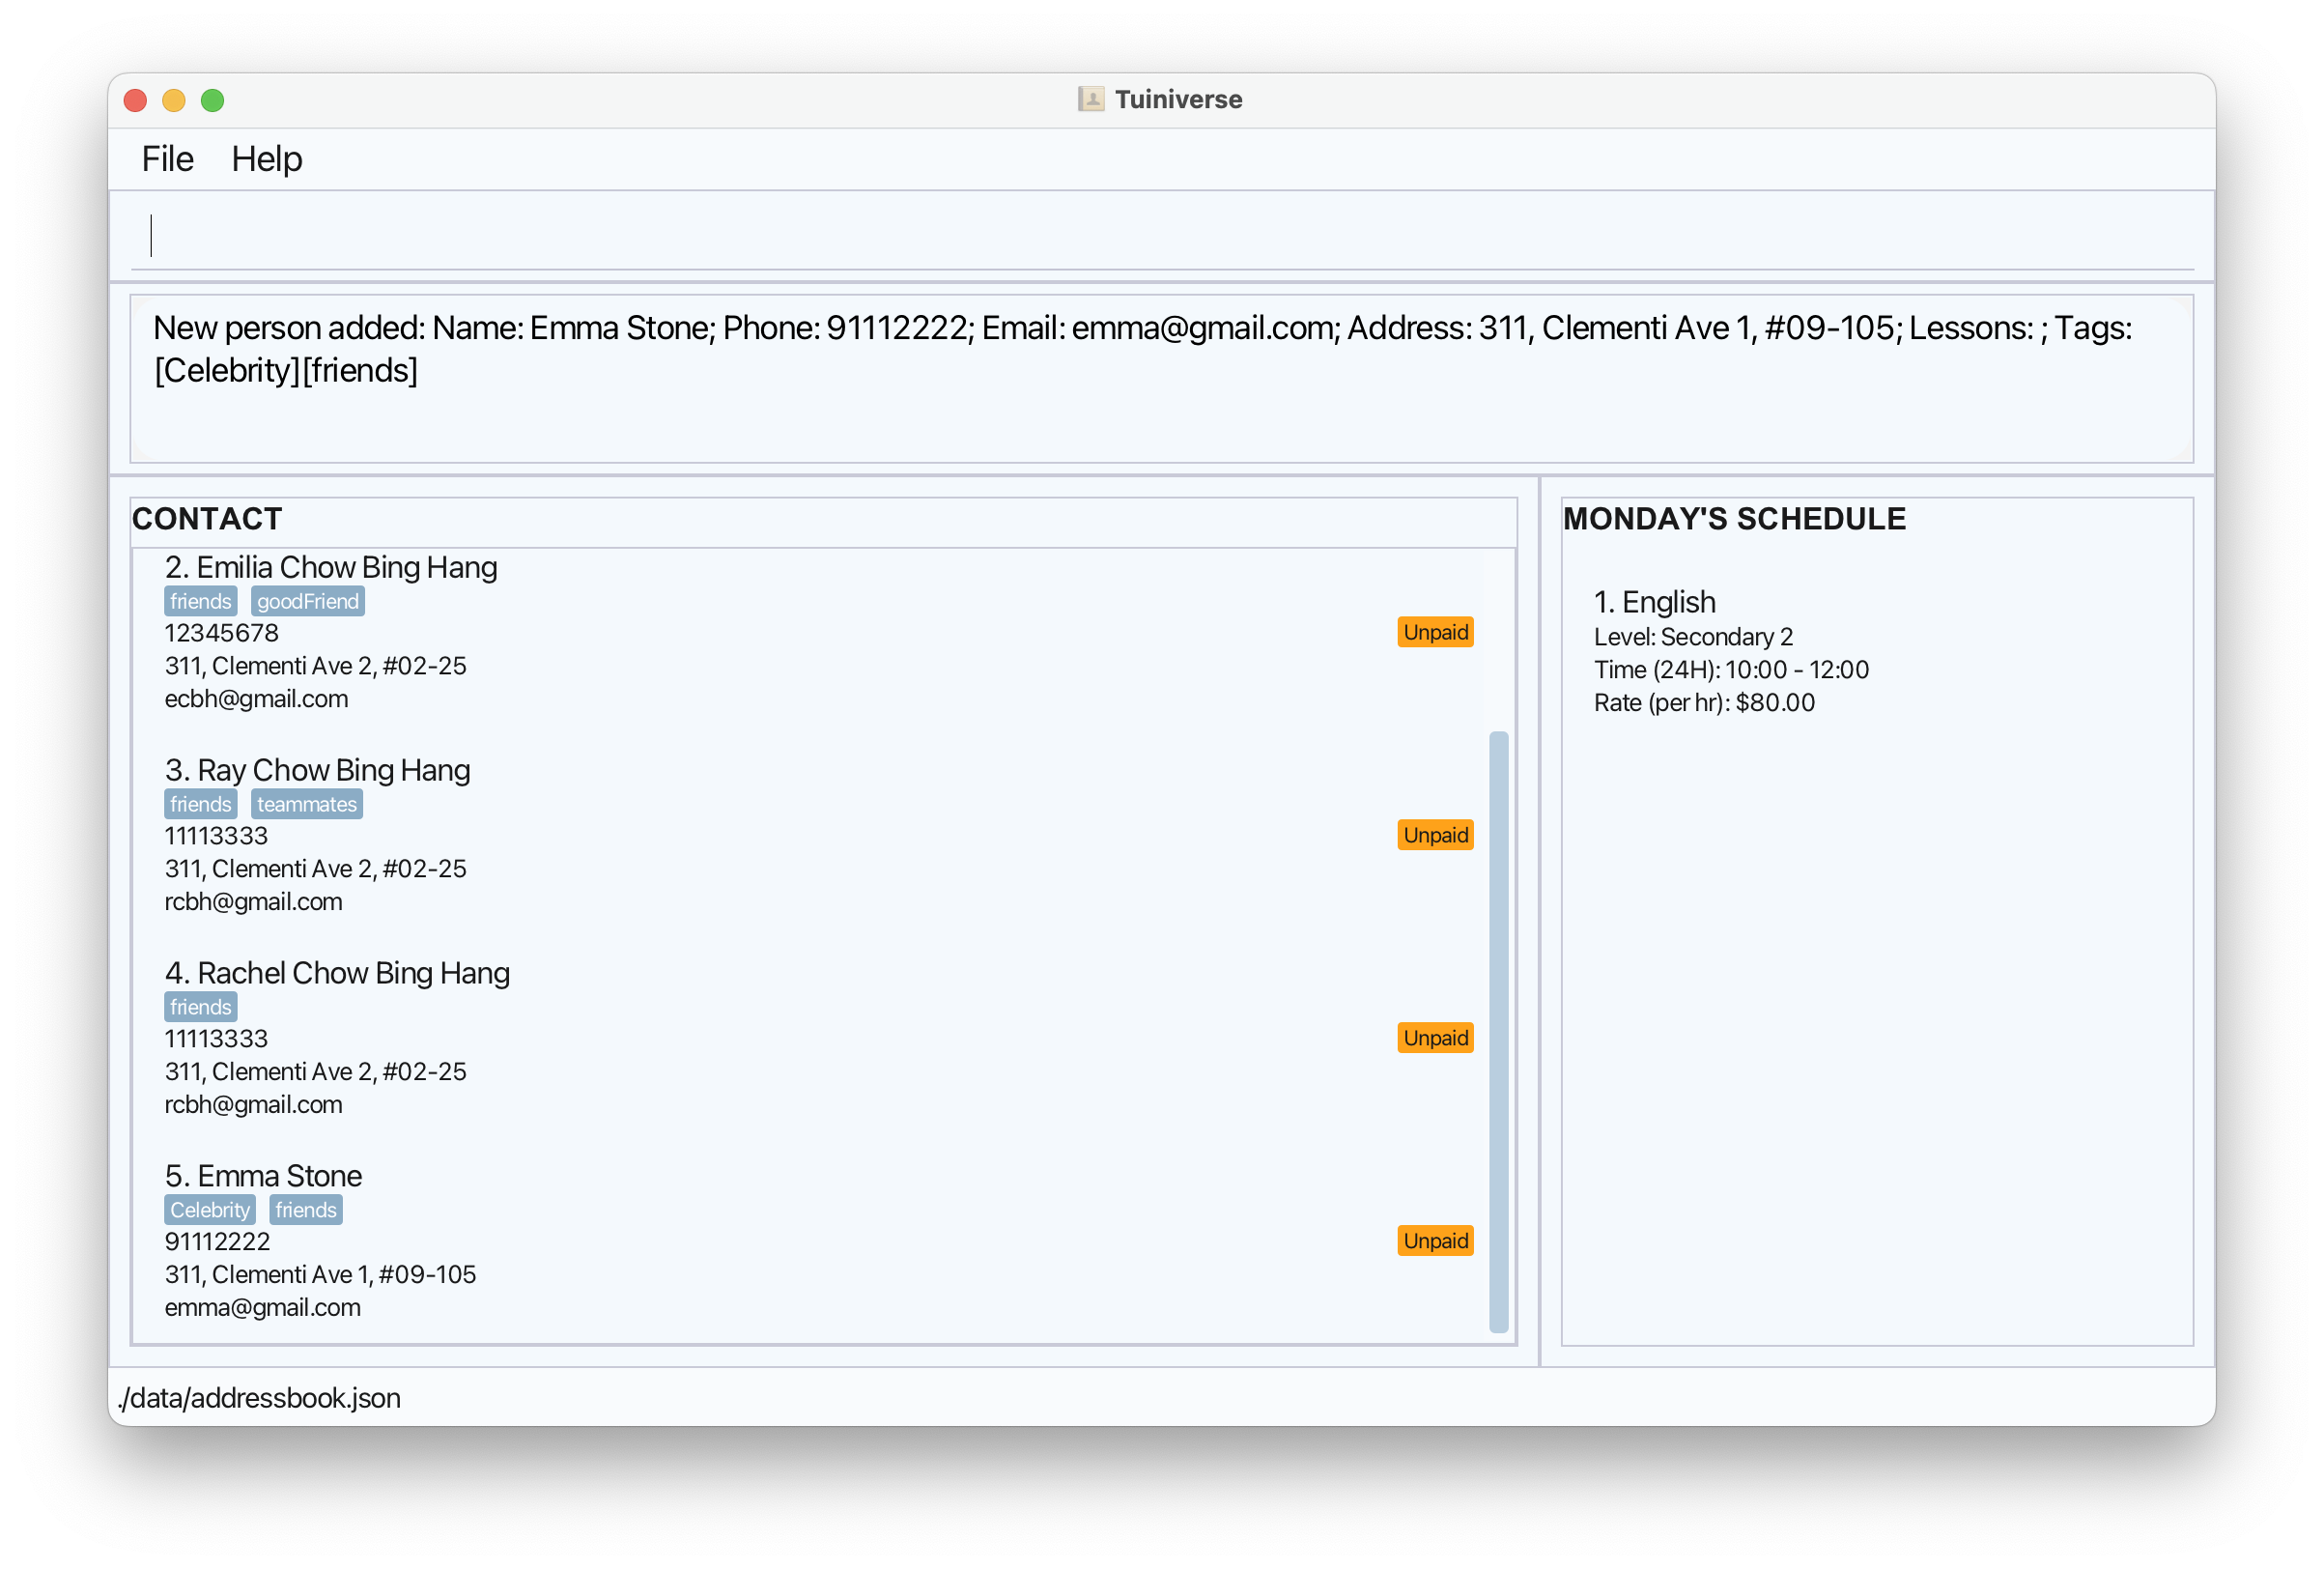 Tuiniverse
File Help
New person added: Name: Emma Stone; Phone: 91112222; Email: emma@gmail.com; Address: 311, Clementi Ave 1, #09-105; Lessons: ; Tags:
[Celebrity][friends]
CONTACT
2. Emilia Chow Bing Hang
friends goodFriend
12345678
Unpaid
311, Clementi Ave 2, #02-25
ecbh@gmail.com
3. Ray Chow Bing Hang
friends teammates
11113333
Unpaid
311, Clementi Ave 2, #02-25
rcbh@gmail.com
4. Rachel Chow Bing Hang
friends
11113333
Unpaid
311, Clementi Ave 2, #02-25
rcbh@gmail.com
5. Emma Stone
Celebrity friends
91112222
Unpaid
311, Clementi Ave 1, #09-105
emma@gmail.com
MONDAY'S SCHEDULE
1. English
Level: Secondary 2
Time (24H): 10:00 - 12:00
Rate (per hr): $80.00
./data/addressbook.json